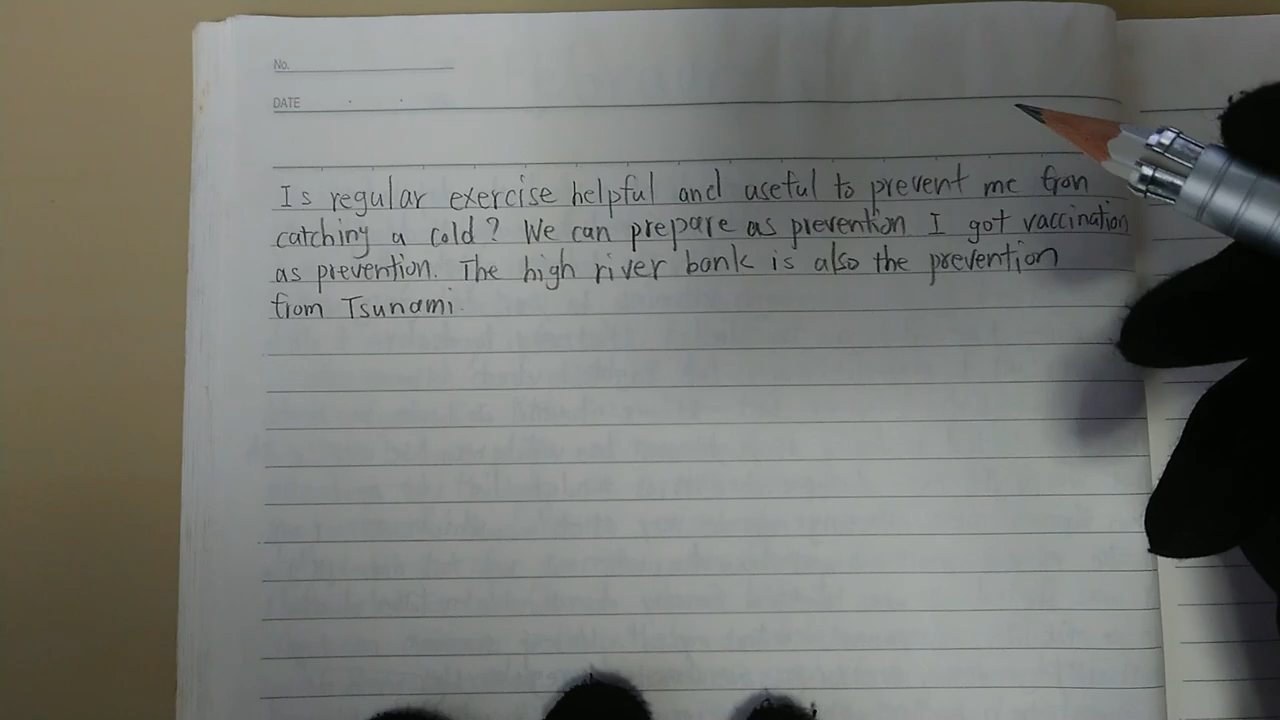 No.
DATE
Is regular exercise helpful and useful to prevent me fron
catching a cold? We can prepare as prevention I got vaccination
as prevention. The high river bank is also the prevention
from Tsunami.